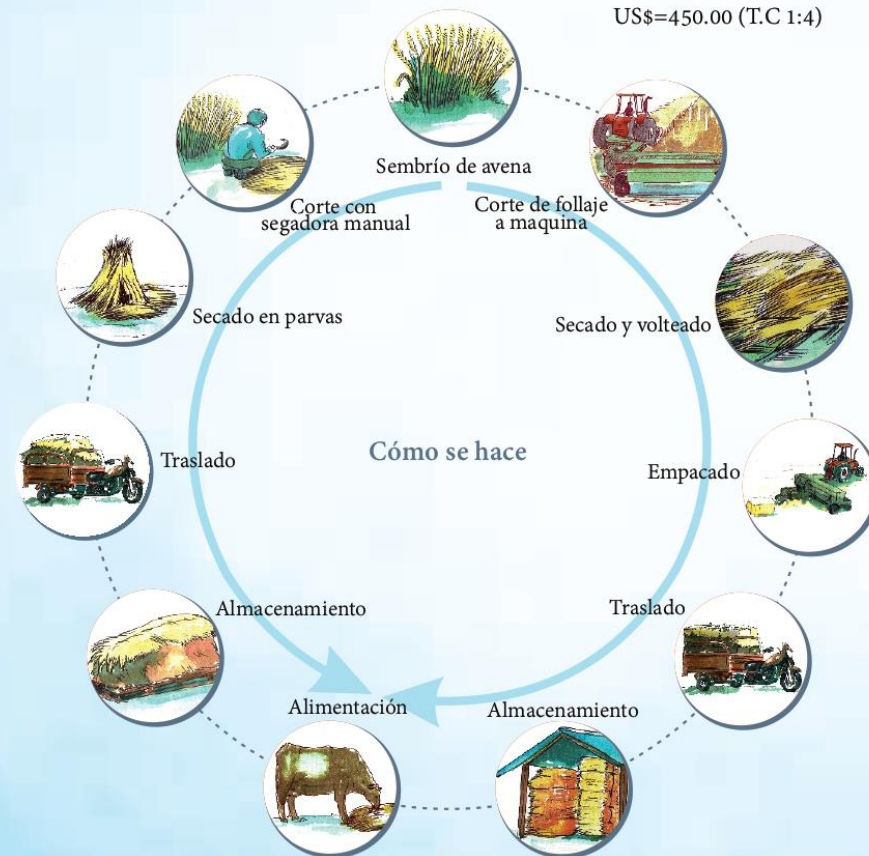 US$=450.00 (T.C 1:4)
Sembrío de avena
Corte con
segadora manual
Corte de follaje
a maquina
Secado en parvas
Secado y volteado
Traslado
Cómo se hace
Empacado
Almacenamiento
Traslado
Alimentación
Almacenamiento